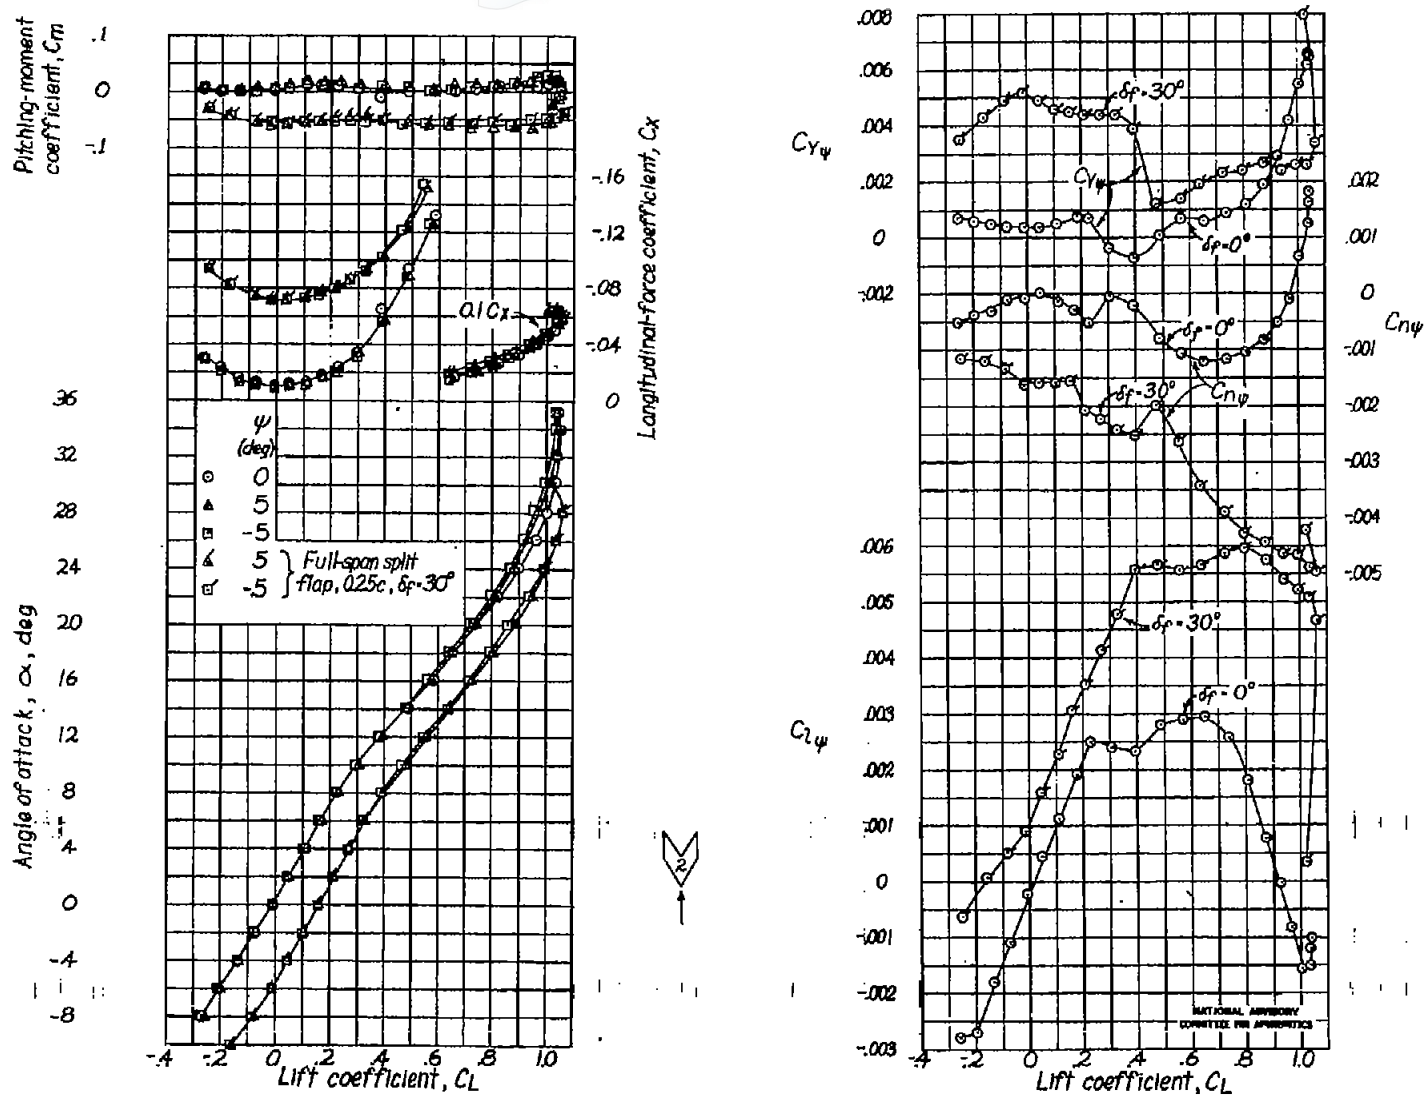 Pitching-moment
coefficient, Cm
.1
0
-.1
Longitudinal-force coefficient, Cx
-.16
-.12
-.08
-.04
0
0.1Cx
Angle of attack, α, deg
36
32
28
24
20
16
12
8
4
0
-4
-8
ψ
(deg)
0
5
-5
5
-5
Full-span split
flap, 0.25c, δf=30°
-.4 -.2 0 .2 .4 .6 .8 1.0
Lift coefficient, CL
2
CYψ
.008
.006
.004
.002
0
-.002
δf=30°
CYψ
δf=0°
Cnψ
.002
.001
0
-.001
-.002
-.003
-.004
-.005
δf=0°
δf=30°
Cnψ
Clψ
.006
.005
.004
.003
.002
.001
0
-.001
-.002
-.003
δf=30°
δf=0°
NATIONAL ADVISORY
COMMITTEE FOR AERONAUTICS
-.4 -.2 0 .2 .4 .6 .8 1.0
Lift coefficient, CL